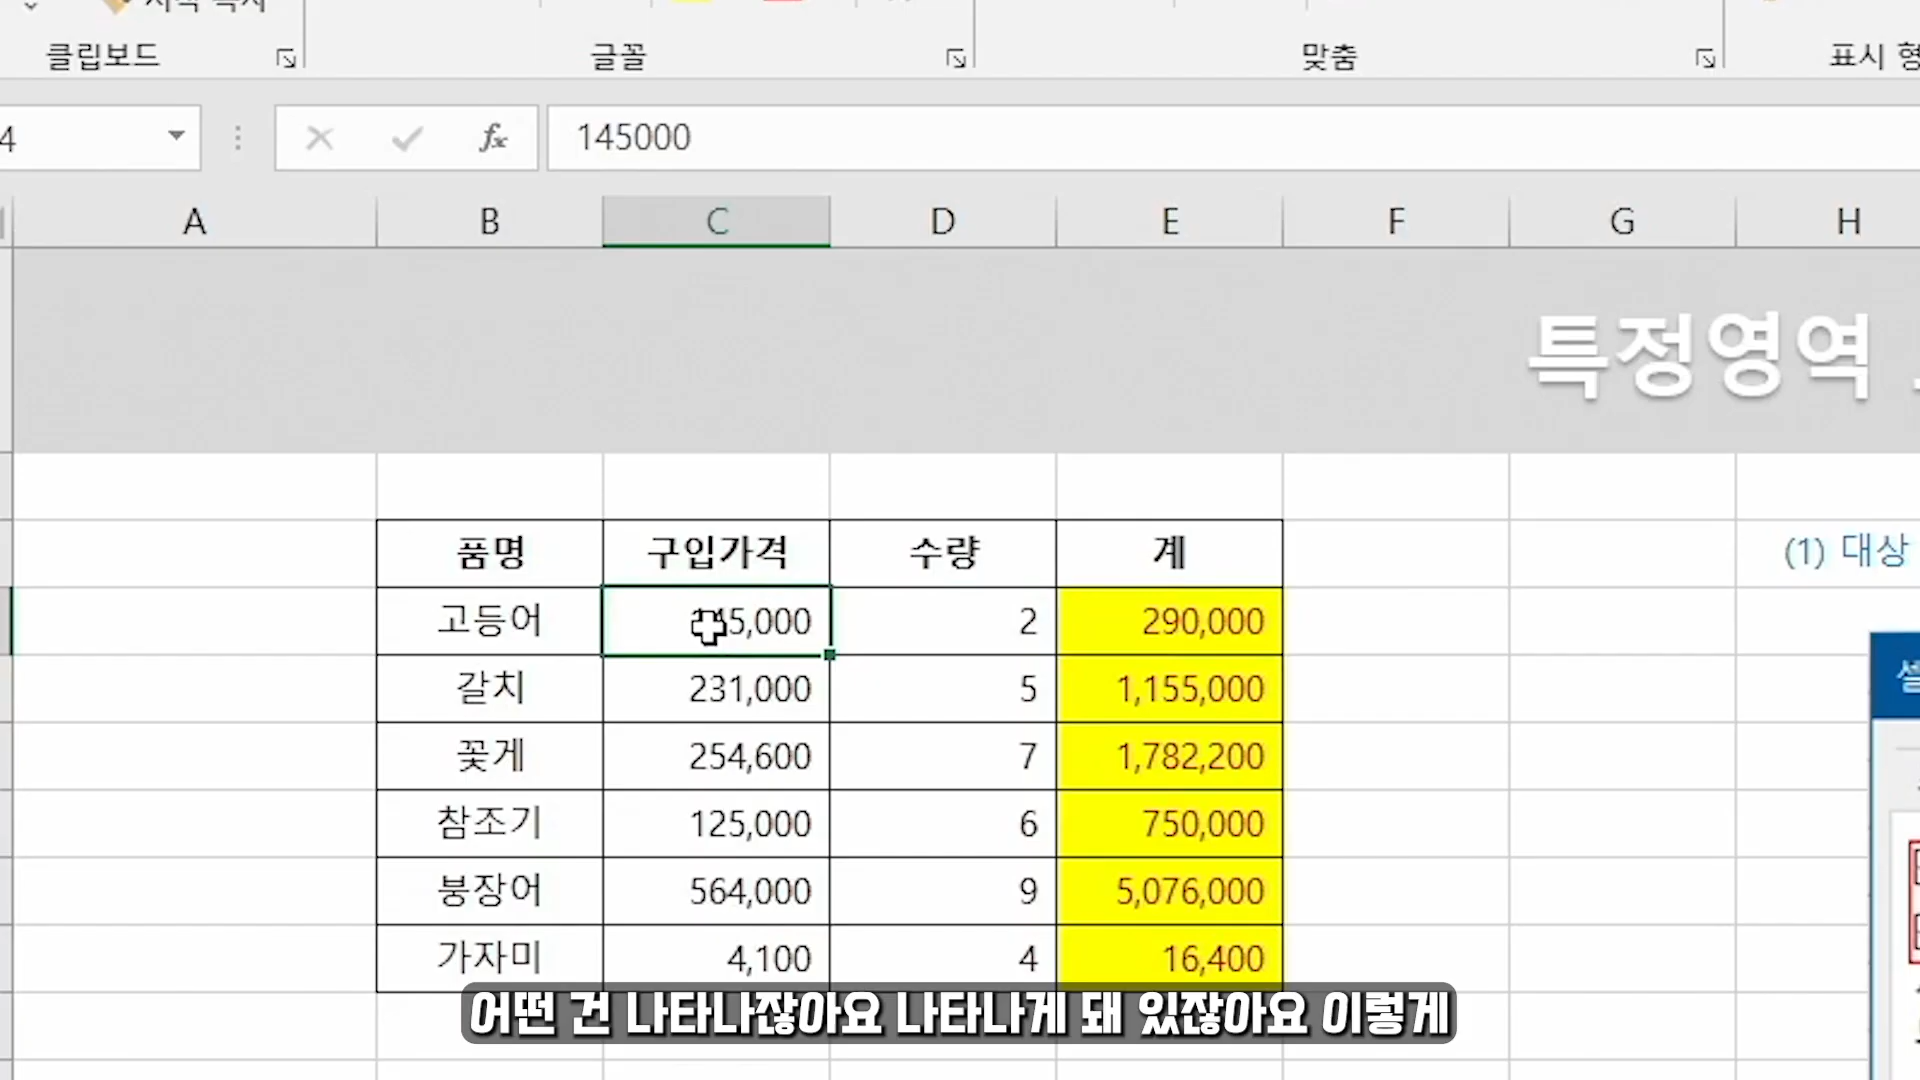 클립보드 글꼴 맞춤 표시 형
4 fx 145000
A B C D E F G H
특정영역
품명 구입가격 수량 계 (1) 대상
고등어 145,000 2 290,000
갈치 231,000 5 1,155,000
꽃게 254,600 7 1,782,200
참조기 125,000 6 750,000
붕장어 564,000 9 5,076,000
가자미 4,100 4 16,400
어떤 건 나타나잖아요 나타나게 돼 있잖아요 이렇게